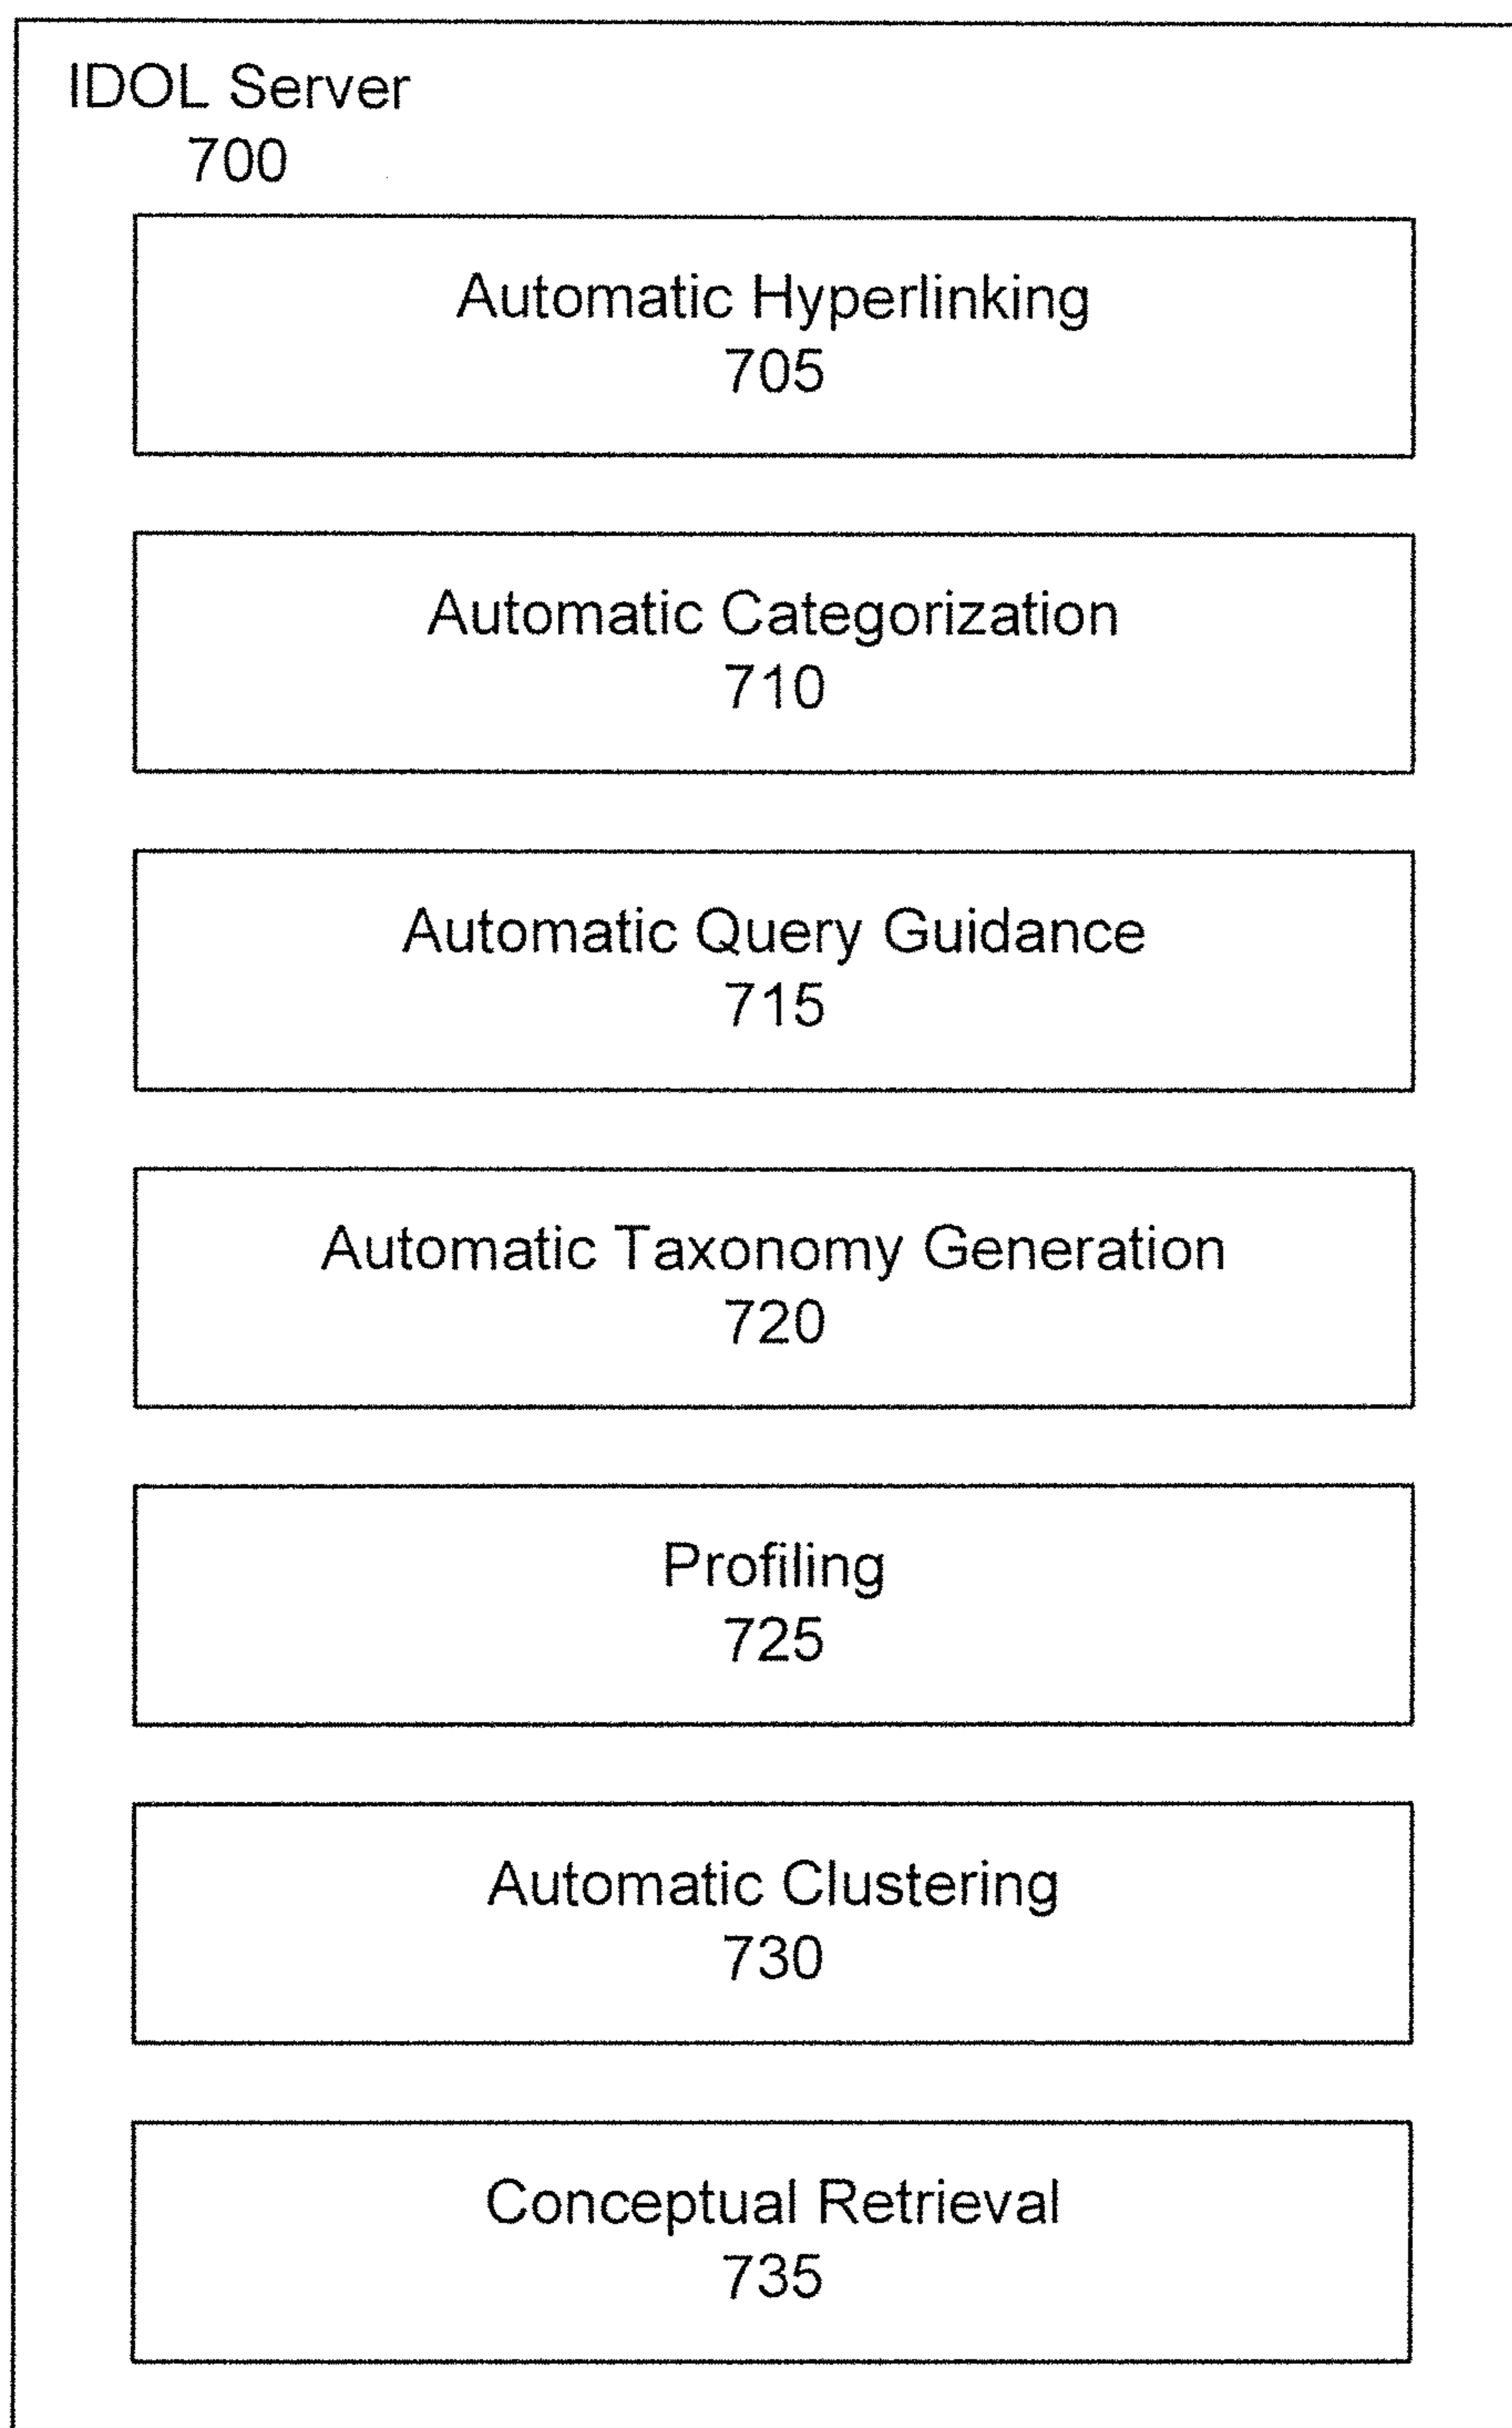 IDOL Server
700
Automatic Hyperlinking
705
Automatic Categorization
710
Automatic Query Guidance
715
Automatic Taxonomy Generation
720
Profiling
725
Automatic Clustering
730
Conceptual Retrieval
735